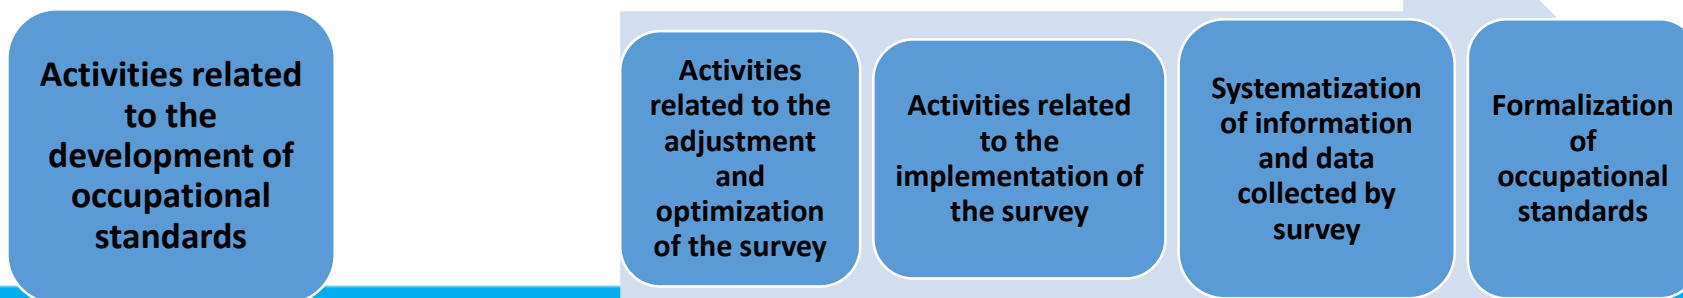 Activities related
to the
development of
occupational
standards
Activities
related to the
adjustment
and
optimization
of the survey
Activities related
to the
implementation of
the survey
Systematization
of information
and data
collected by
survey
Formalization
of
occupational
standards